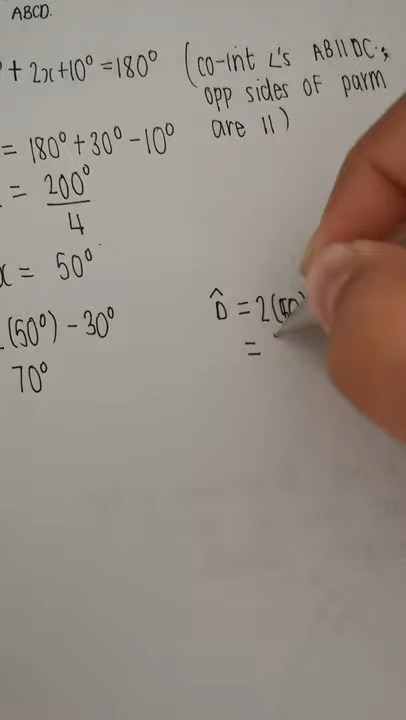 ABCD.
° + 2x+10° = 180° (co-int ∠'s AB||DC;
opp sides of parm
are ||)
= 180° + 30° - 10°
= 200°
4
x = 50°
(50°) - 30°
70°
D̂ = 2(50)
=